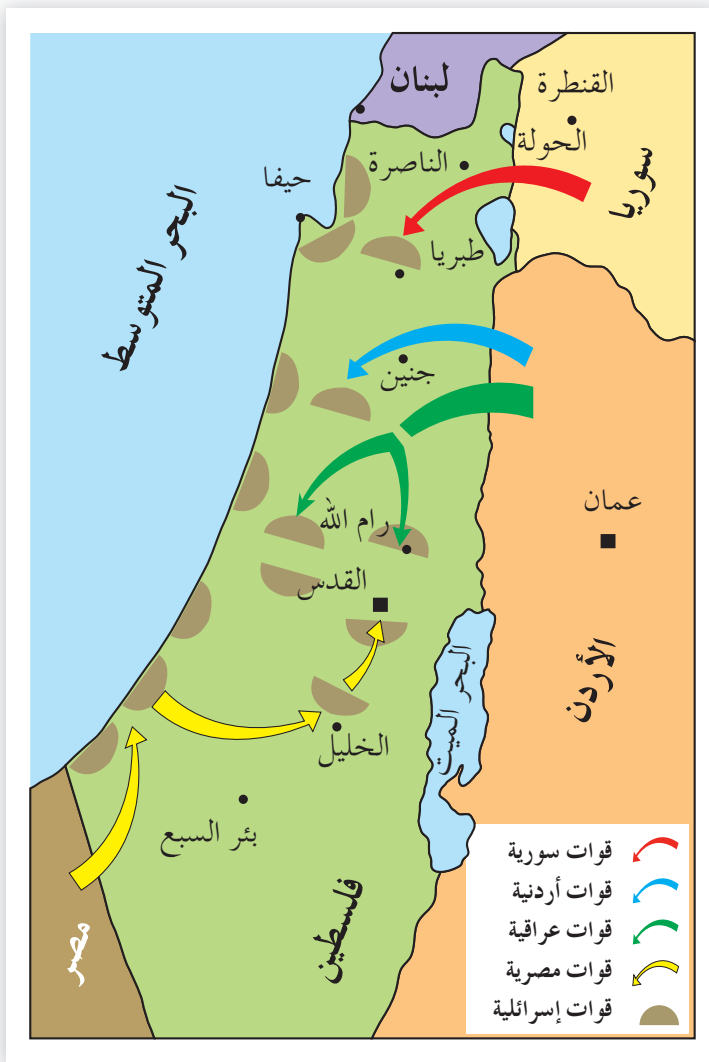 لبنان
القنطرة
الحولة
سوريا
الناصرة
حيفا
طبريا
البحر المتوسط
جنين
عمان
رام الله
القدس
الأردن
البحر الميت
الخليل
بئر السبع
فلسطين
مصر
قوات سورية
قوات أردنية
قوات عراقية
قوات مصرية
قوات إسرائلية